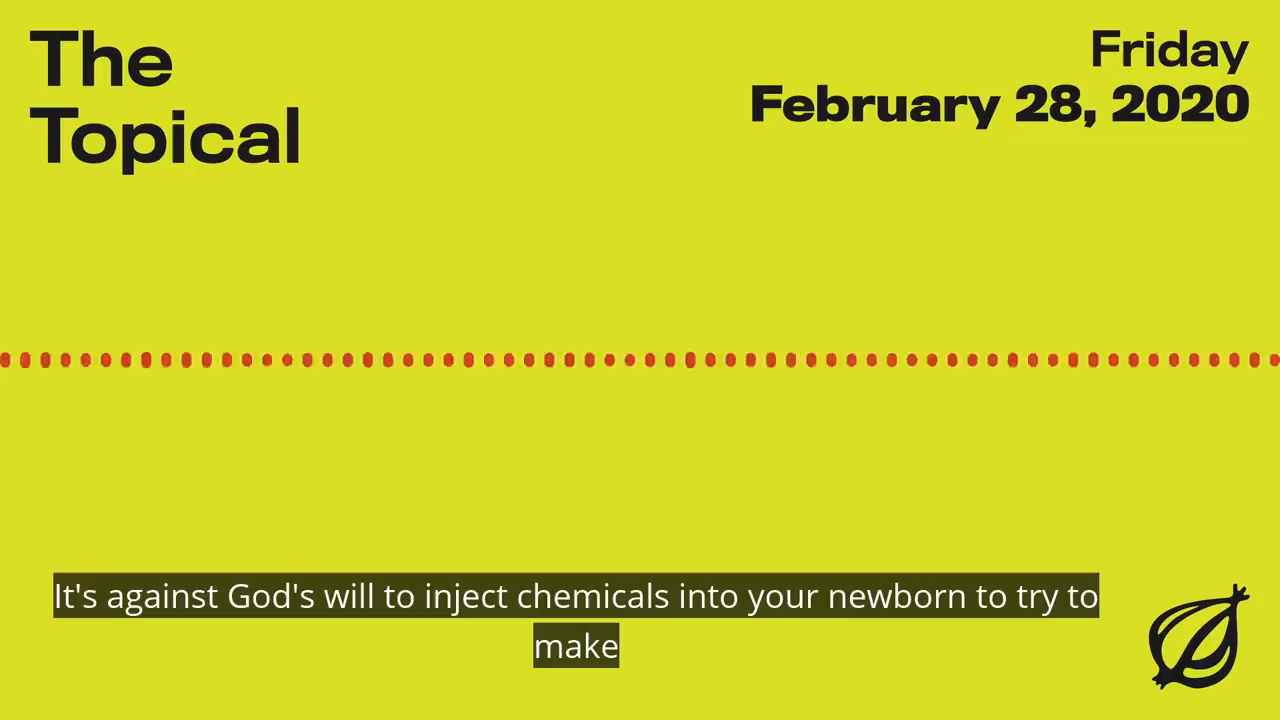 The
Topical
Friday
February 28, 2020
It's against God's will to inject chemicals into your newborn to try to
make